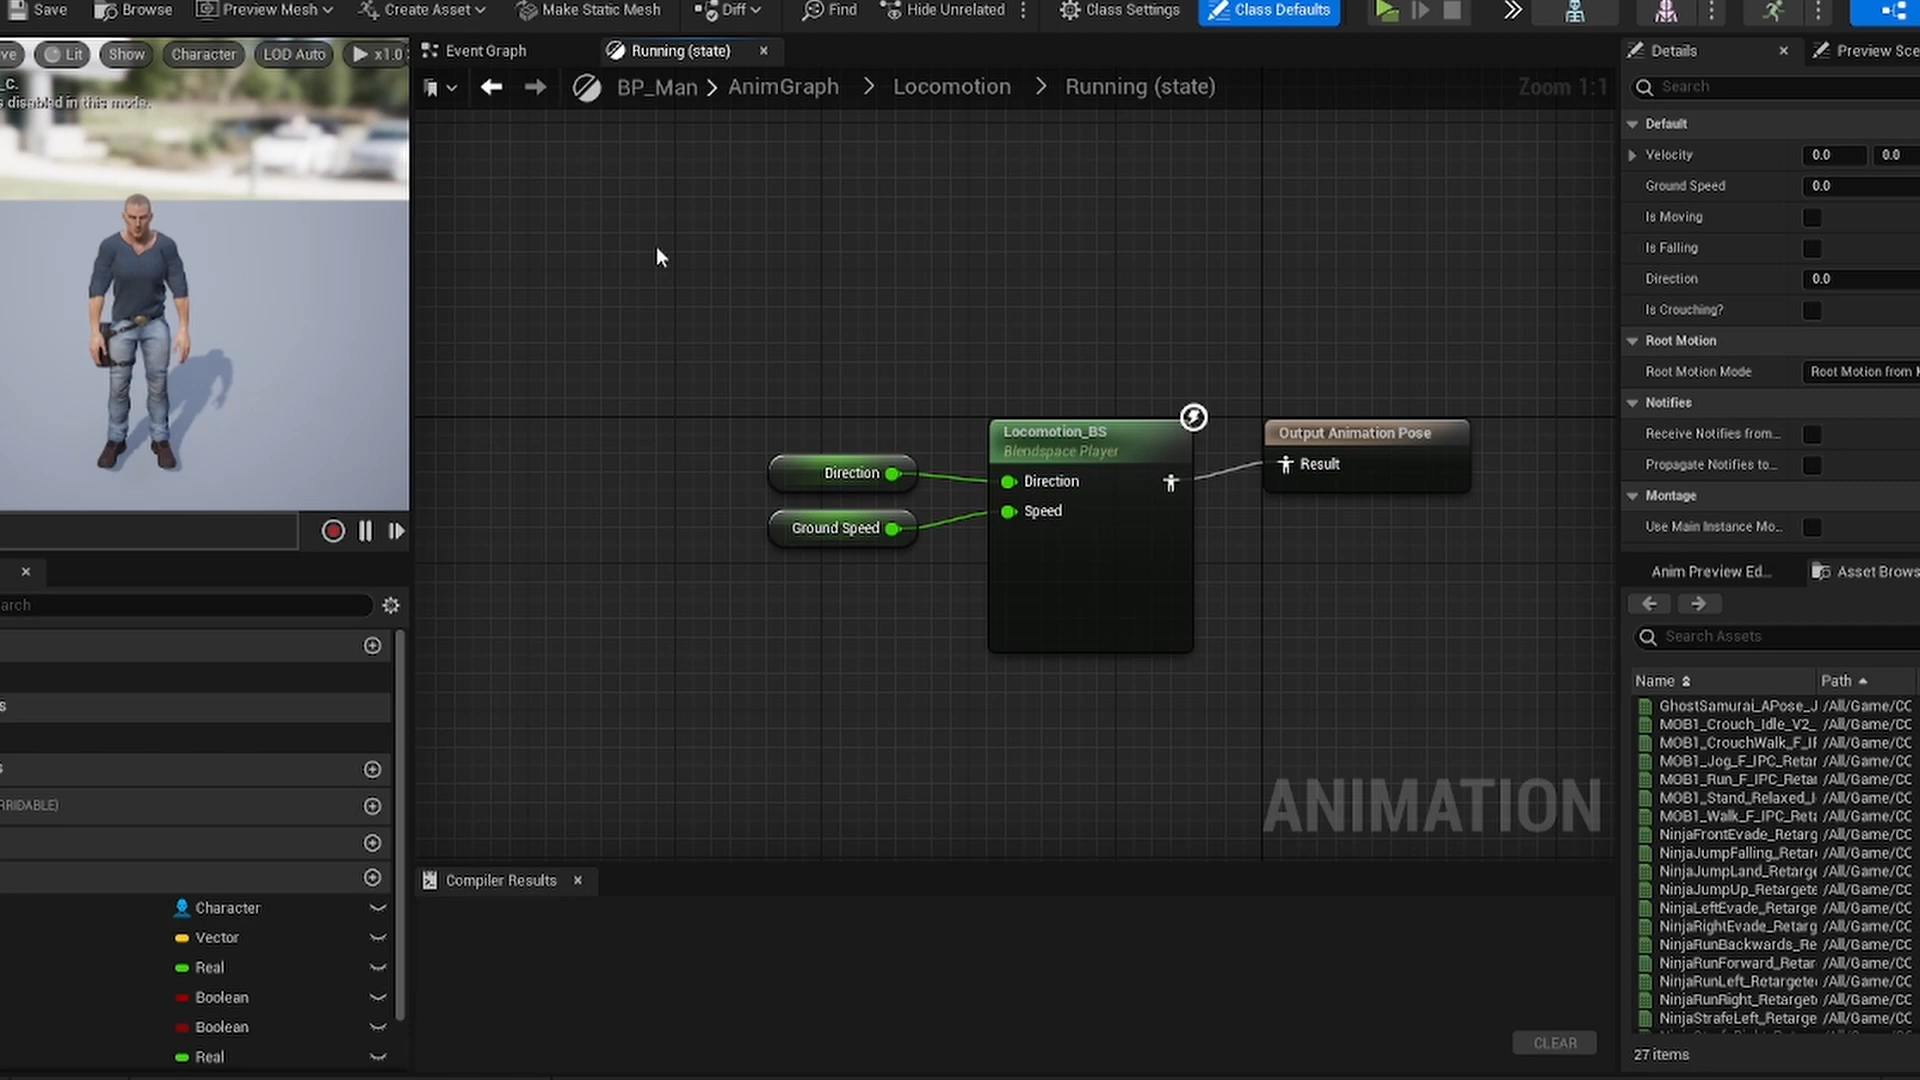 Save
Browse
Preview Mesh
Create Asset
Make Static Mesh
Diff
Find
Hide Unrelated
Class Settings
Class Defaults
ve
Lit
Show
Character
LOD Auto
x1.0
_C.
s disabled in this mode.
Event Graph
Running (state)
BP_Man > AnimGraph > Locomotion > Running (state)
Zoom 1:1
Direction
Ground Speed
Locomotion_BS
Blendspace Player
Direction
Speed
Output Animation Pose
Result
ANIMATION
Compiler Results
CLEAR
arch
s
s
RRIDABLE)
Character
Vector
Real
Boolean
Boolean
Real
Details
Preview Sce
Search
Default
Velocity 0.0 0.0
Ground Speed 0.0
Is Moving
Is Falling
Direction 0.0
Is Crouching?
Root Motion
Root Motion Mode Root Motion from M
Notifies
Receive Notifies from...
Propagate Notifies to...
Montage
Use Main Instance Mo...
Anim Preview Ed...
Asset Brows
Search Assets
Name Path
GhostSamurai_APose_J /All/Game/CC
MOB1_Crouch_Idle_V2_ /All/Game/CC
MOB1_CrouchWalk_F_IF /All/Game/CC
MOB1_Jog_F_IPC_Retar /All/Game/CC
MOB1_Run_F_IPC_Retar /All/Game/CC
MOB1_Stand_Relaxed_I /All/Game/CC
MOB1_Walk_F_IPC_Reta /All/Game/CC
NinjaFrontEvade_Retarg /All/Game/CC
NinjaJumpFalling_Retar /All/Game/CC
NinjaJumpLand_Retarge /All/Game/CC
NinjaJumpUp_Retargete /All/Game/CC
NinjaLeftEvade_Retarge /All/Game/CC
NinjaRightEvade_Retarg /All/Game/CC
NinjaRunBackwards_Re /All/Game/CC
NinjaRunForward_Retar /All/Game/CC
NinjaRunLeft_Retargete /All/Game/CC
NinjaRunRight_Retarget /All/Game/CC
NinjaStrafeLeft_Retarge /All/Game/CC
27 items